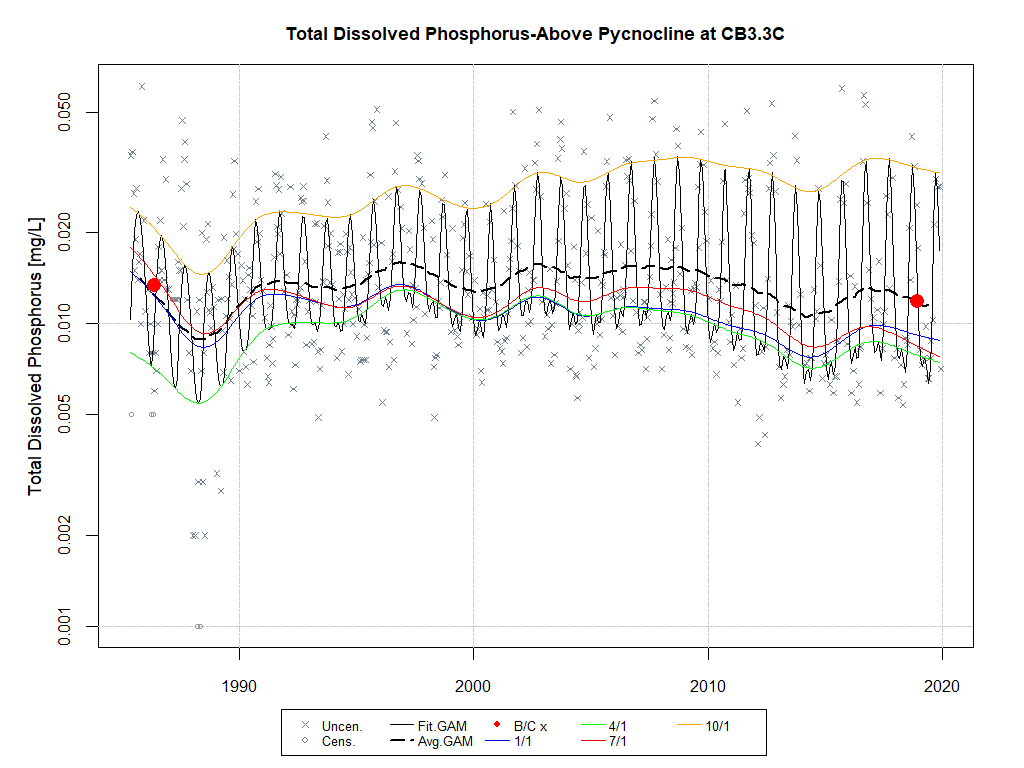 Total Dissolved Phosphorus-Above Pycnocline at CB3.3C
Total Dissolved Phosphorus [mg/L]
0.050
0.020
0.010
0.005
0.002
0.001
1990 2000 2010 2020
Uncen. Fit.GAM B/C x 4/1 10/1
Cens. Avg.GAM 1/1 7/1